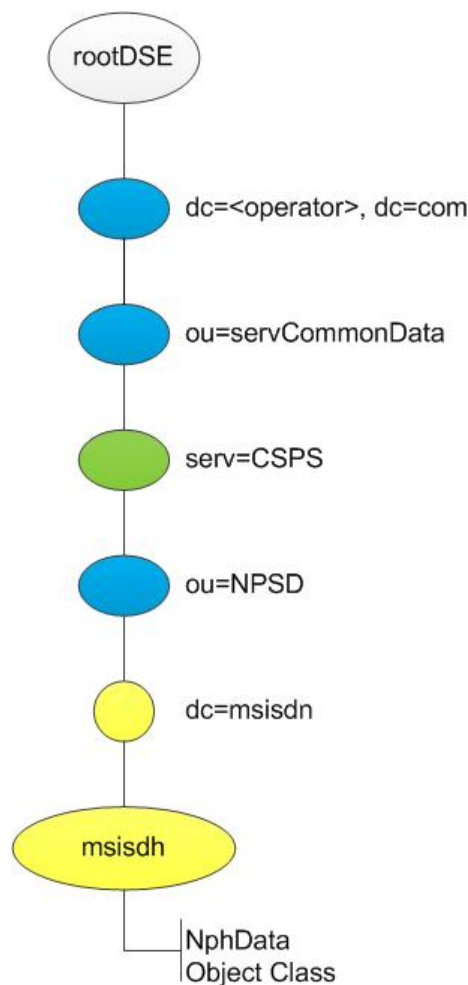 rootDSE
dc=<operator>, dc=com
ou=servCommonData
serv=CSPS
ou=NPSD
dc=msisdn
msisdh
NphData
Object Class